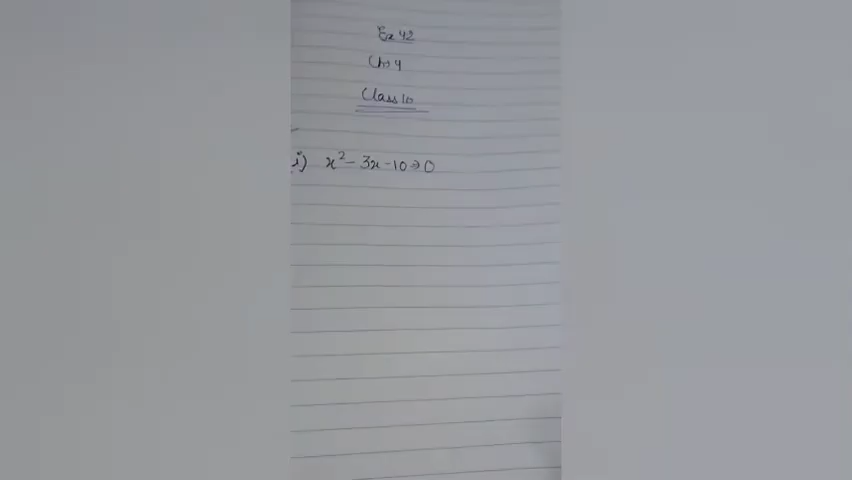 Ex 4.2
Ch → 4
Class 10
i) x² - 3x - 10 → 0